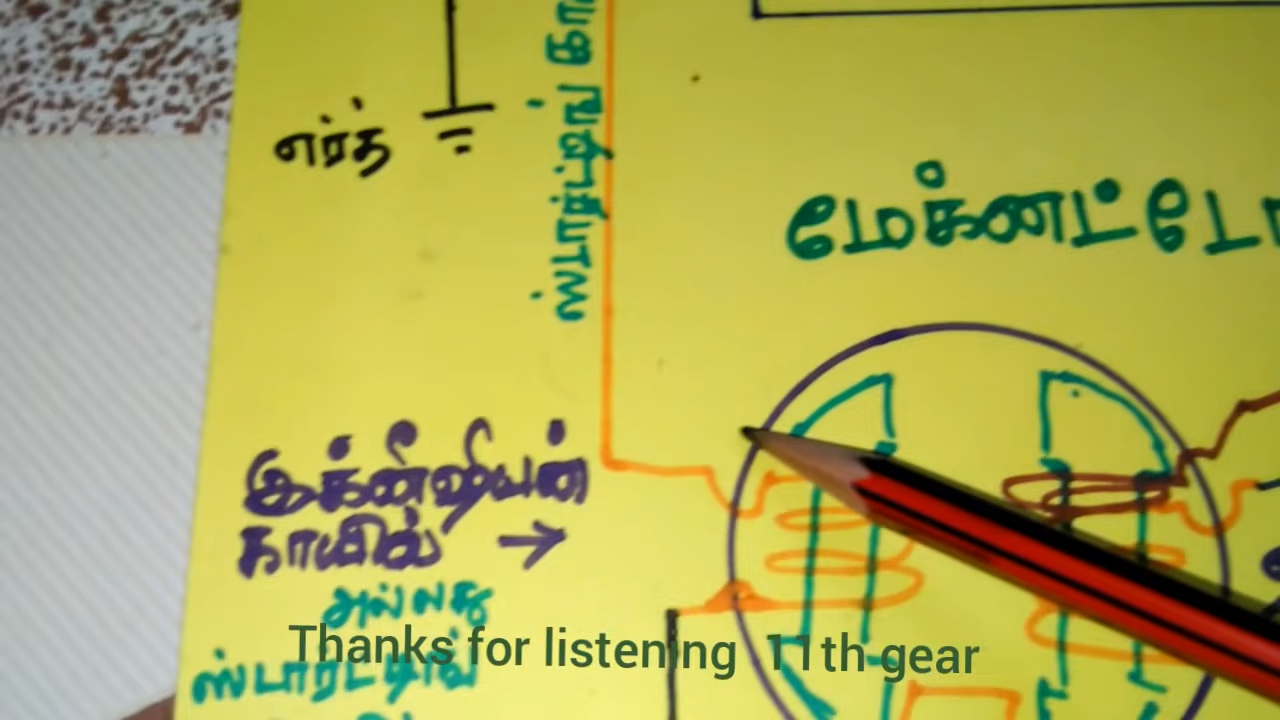 எர்த்
ஸ்டார்ட்டிங்
மேக்னட்டோ
இக்னீஷியன்
காயில் →
அல்லது
ஸ்டார்ட்டிங்
Thanks for listening 11th gear